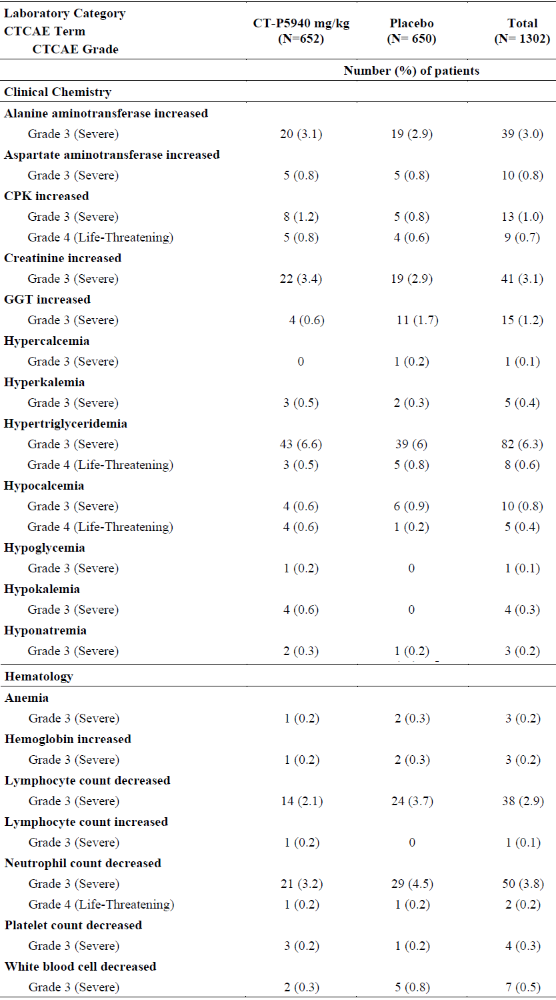 Laboratory Category
CTCAE Term
CTCAE Grade
CT-P5940 mg/kg (N=652)
Placebo (N= 650)
Total (N= 1302)
Number (%) of patients
Clinical Chemistry
Alanine aminotransferase increased
Grade 3 (Severe) 20 (3.1) 19 (2.9) 39 (3.0)
Aspartate aminotransferase increased
Grade 3 (Severe) 5 (0.8) 5 (0.8) 10 (0.8)
CPK increased
Grade 3 (Severe) 8 (1.2) 5 (0.8) 13 (1.0)
Grade 4 (Life-Threatening) 5 (0.8) 4 (0.6) 9 (0.7)
Creatinine increased
Grade 3 (Severe) 22 (3.4) 19 (2.9) 41 (3.1)
GGT increased
Grade 3 (Severe) 4 (0.6) 11 (1.7) 15 (1.2)
Hypercalcemia
Grade 3 (Severe) 0 1 (0.2) 1 (0.1)
Hyperkalemia
Grade 3 (Severe) 3 (0.5) 2 (0.3) 5 (0.4)
Hypertriglyceridemia
Grade 3 (Severe) 43 (6.6) 39 (6) 82 (6.3)
Grade 4 (Life-Threatening) 3 (0.5) 5 (0.8) 8 (0.6)
Hypocalcemia
Grade 3 (Severe) 4 (0.6) 6 (0.9) 10 (0.8)
Grade 4 (Life-Threatening) 4 (0.6) 1 (0.2) 5 (0.4)
Hypoglycemia
Grade 3 (Severe) 1 (0.2) 0 1 (0.1)
Hypokalemia
Grade 3 (Severe) 4 (0.6) 0 4 (0.3)
Hyponatremia
Grade 3 (Severe) 2 (0.3) 1 (0.2) 3 (0.2)
Hematology
Anemia
Grade 3 (Severe) 1 (0.2) 2 (0.3) 3 (0.2)
Hemoglobin increased
Grade 3 (Severe) 1 (0.2) 2 (0.3) 3 (0.2)
Lymphocyte count decreased
Grade 3 (Severe) 14 (2.1) 24 (3.7) 38 (2.9)
Lymphocyte count increased
Grade 3 (Severe) 1 (0.2) 0 1 (0.1)
Neutrophil count decreased
Grade 3 (Severe) 21 (3.2) 29 (4.5) 50 (3.8)
Grade 4 (Life-Threatening) 1 (0.2) 1 (0.2) 2 (0.2)
Platelet count decreased
Grade 3 (Severe) 3 (0.2) 1 (0.2) 4 (0.3)
White blood cell decreased
Grade 3 (Severe) 2 (0.3) 5 (0.8) 7 (0.5)